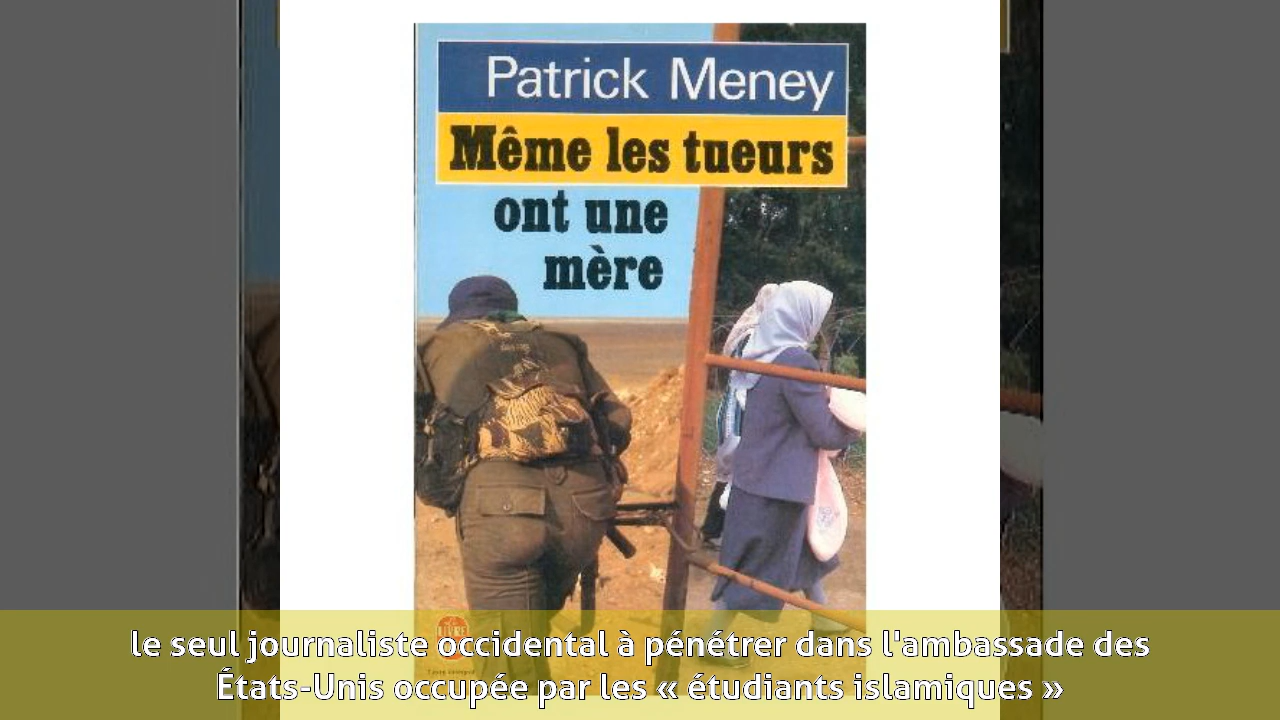 Patrick Meney
Même les tueurs
ont une
mère
le seul journaliste occidental à pénétrer dans l'ambassade des
États-Unis occupée par les « étudiants islamiques »